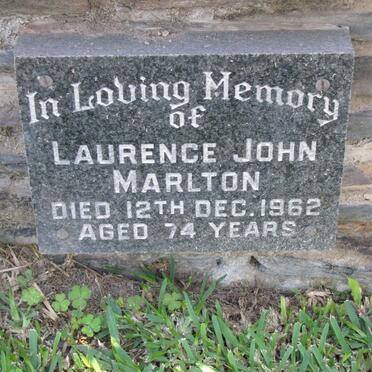 In Loving Memory
of
LAURENCE JOHN
MARLTON
DIED 12TH DEC. 1962
AGED 74 YEARS